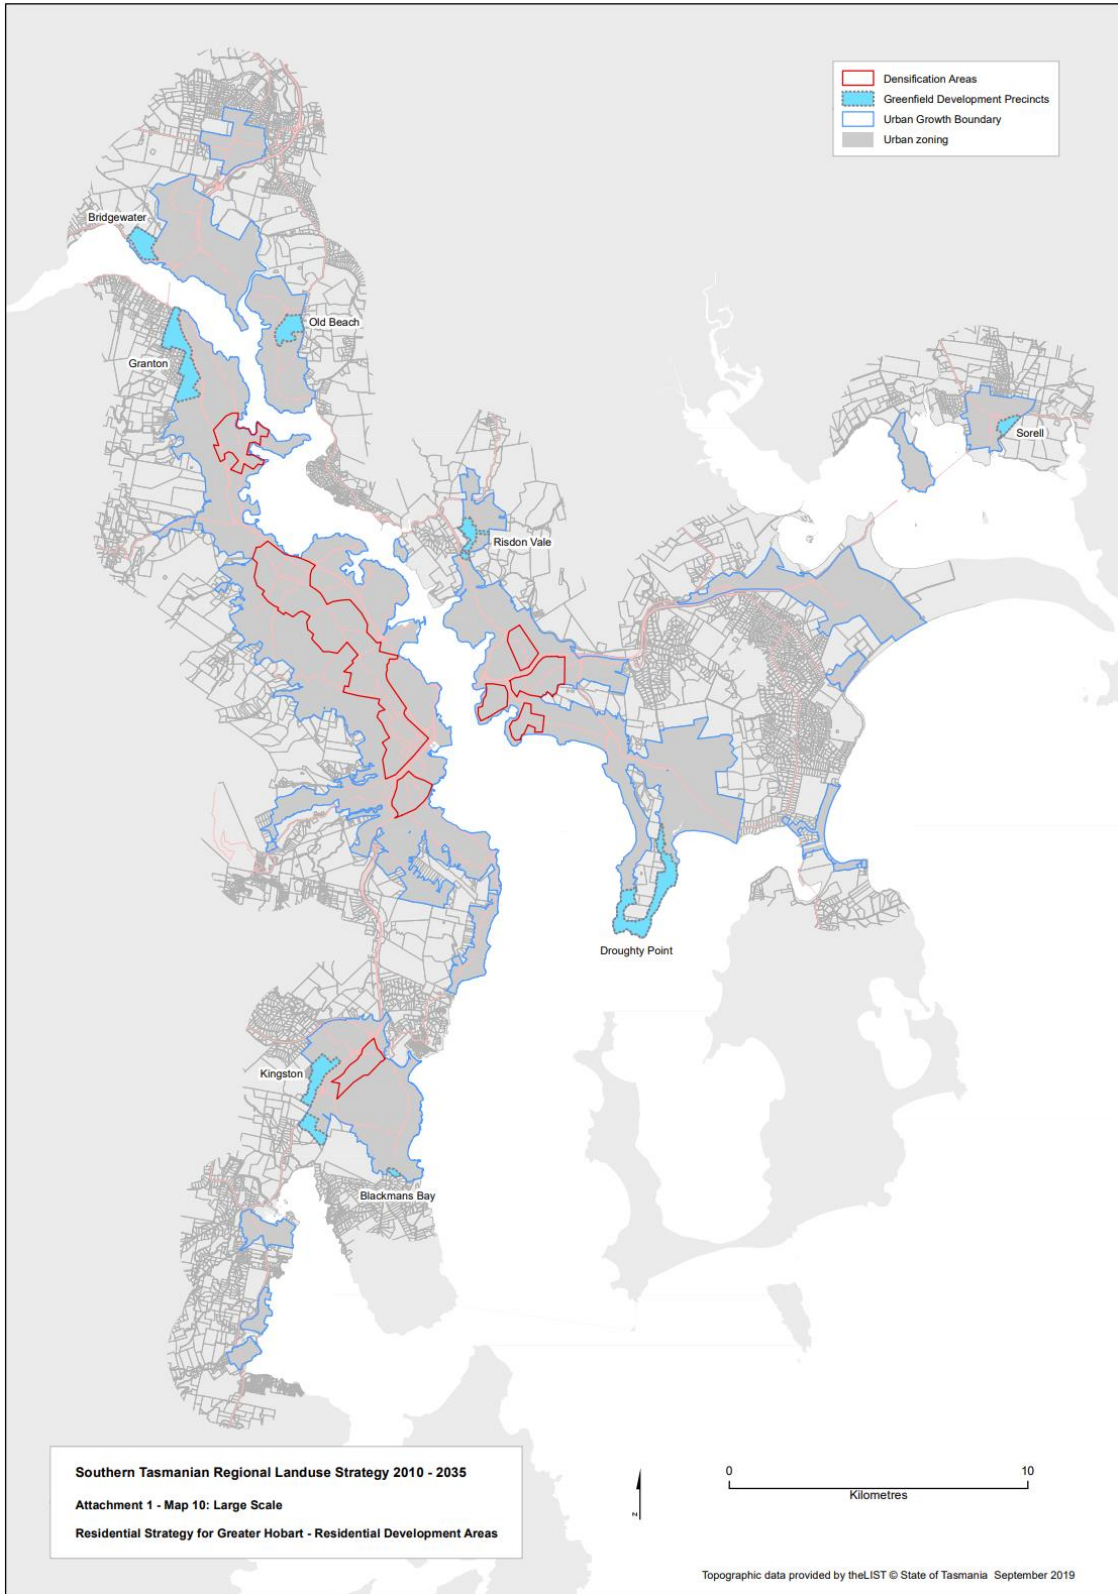 Densification Areas
Greenfield Development Precincts
Urban Growth Boundary
Urban zoning
Bridgewater
Old Beach
Granton
Sorell
Risdon Vale
Droughty Point
Kingston
Blackmans Bay
Southern Tasmanian Regional Landuse Strategy 2010 - 2035
Attachment 1 - Map 10: Large Scale
Residential Strategy for Greater Hobart - Residential Development Areas
N
0 10
Kilometres
Topographic data provided by theLIST © State of Tasmania September 2019